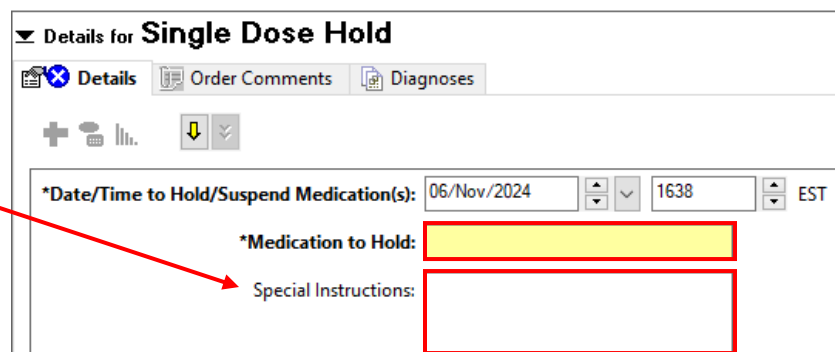 Details for Single Dose Hold
Details Order Comments Diagnoses
*Date/Time to Hold/Suspend Medication(s): 06/Nov/2024 1638 EST
*Medication to Hold:
Special Instructions: